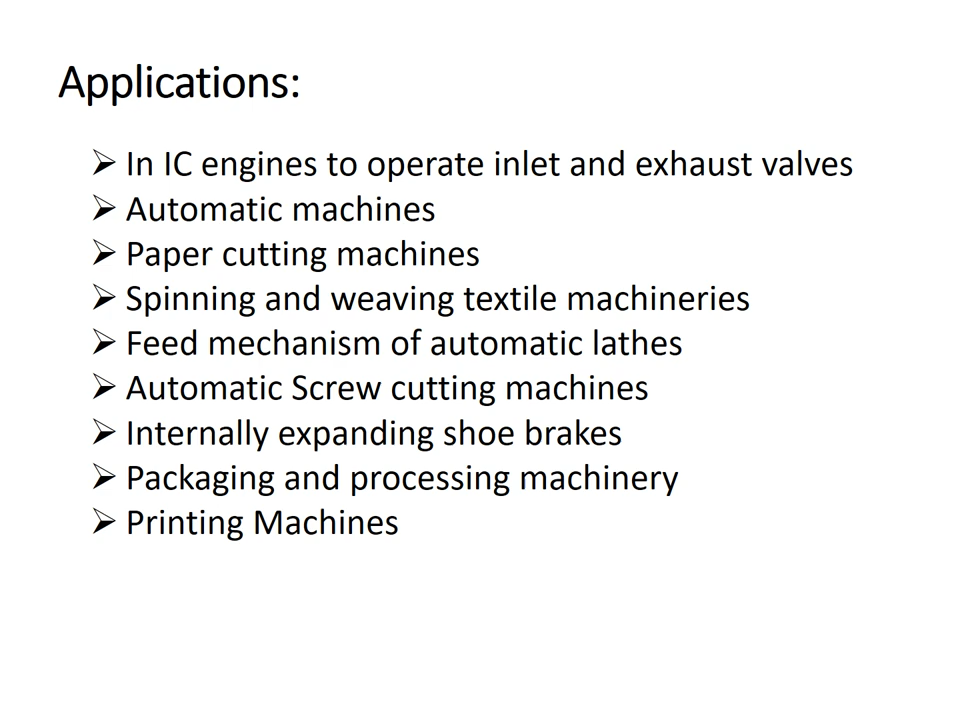 Applications:
➢ In IC engines to operate inlet and exhaust valves
➢ Automatic machines
➢ Paper cutting machines
➢ Spinning and weaving textile machineries
➢ Feed mechanism of automatic lathes
➢ Automatic Screw cutting machines
➢ Internally expanding shoe brakes
➢ Packaging and processing machinery
➢ Printing Machines